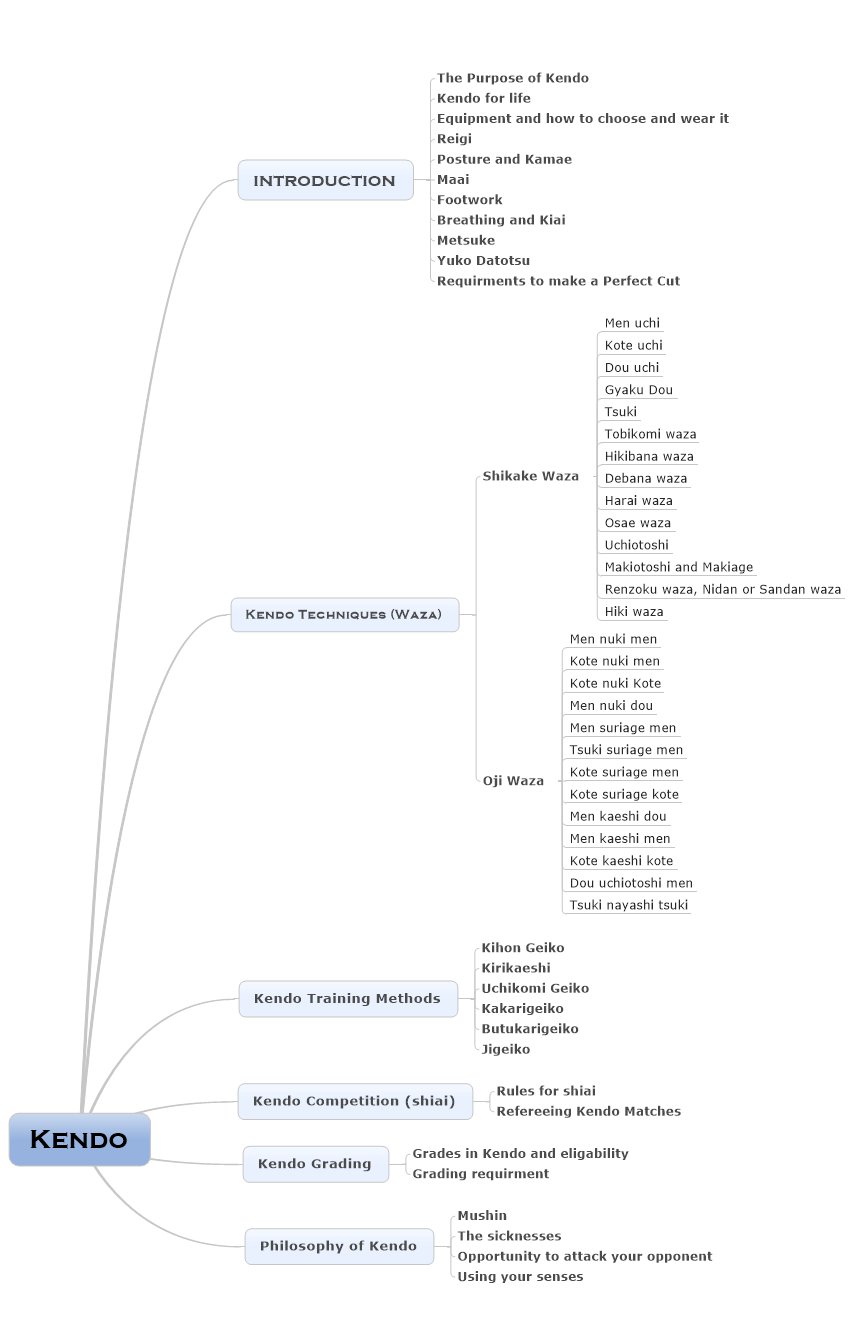 The Purpose of Kendo
Kendo for life
Equipment and how to choose and wear it
Reigi
Posture and Kamae
INTRODUCTION
Maai
Footwork
Breathing and Kiai
Metsuke
Yuko Datotsu
Requirments to make a Perfect Cut
Men uchi
Kote uchi
Dou uchi
Gyaku Dou
Tsuki
Tobikomi waza
Hikibana waza
Shikake Waza
Debana waza
Harai waza
Osae waza
Uchiotoshi
Makiotoshi and Makiage
Renzoku waza, Nidan or Sandan waza
Hiki waza
Kendo Techniques (Waza)
Men nuki men
Kote nuki men
Kote nuki Kote
Men nuki dou
Men suriage men
Tsuki suriage men
Kote suriage men
Oji Waza
Kote suriage kote
Men kaeshi dou
Men kaeshi men
Kote kaeshi kote
Dou uchiotoshi men
Tsuki nayashi tsuki
Kihon Geiko
Kirikaeshi
Uchikomi Geiko
Kendo Training Methods
Kakarigeiko
Butukarigeiko
Jigeiko
Kendo Competition (shiai)
Rules for shiai
Refereeing Kendo Matches
Kendo
Kendo Grading
Grades in Kendo and eligability
Grading requirment
Philosophy of Kendo
Mushin
The sicknesses
Opportunity to attack your opponent
Using your senses